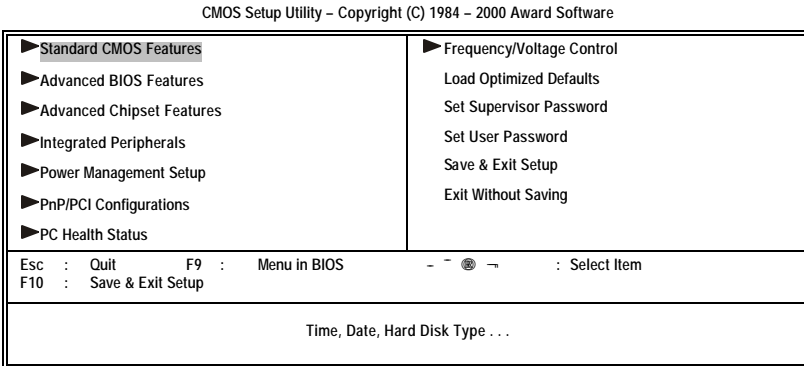 CMOS Setup Utility – Copyright (C) 1984 – 2000 Award Software
Standard CMOS Features
Advanced BIOS Features
Advanced Chipset Features
Integrated Peripherals
Power Management Setup
PnP/PCI Configurations
PC Health Status
Frequency/Voltage Control
Load Optimized Defaults
Set Supervisor Password
Set User Password
Save & Exit Setup
Exit Without Saving
Esc : Quit F9 : Menu in BIOS : Select Item
F10 : Save & Exit Setup
Time, Date, Hard Disk Type . . .